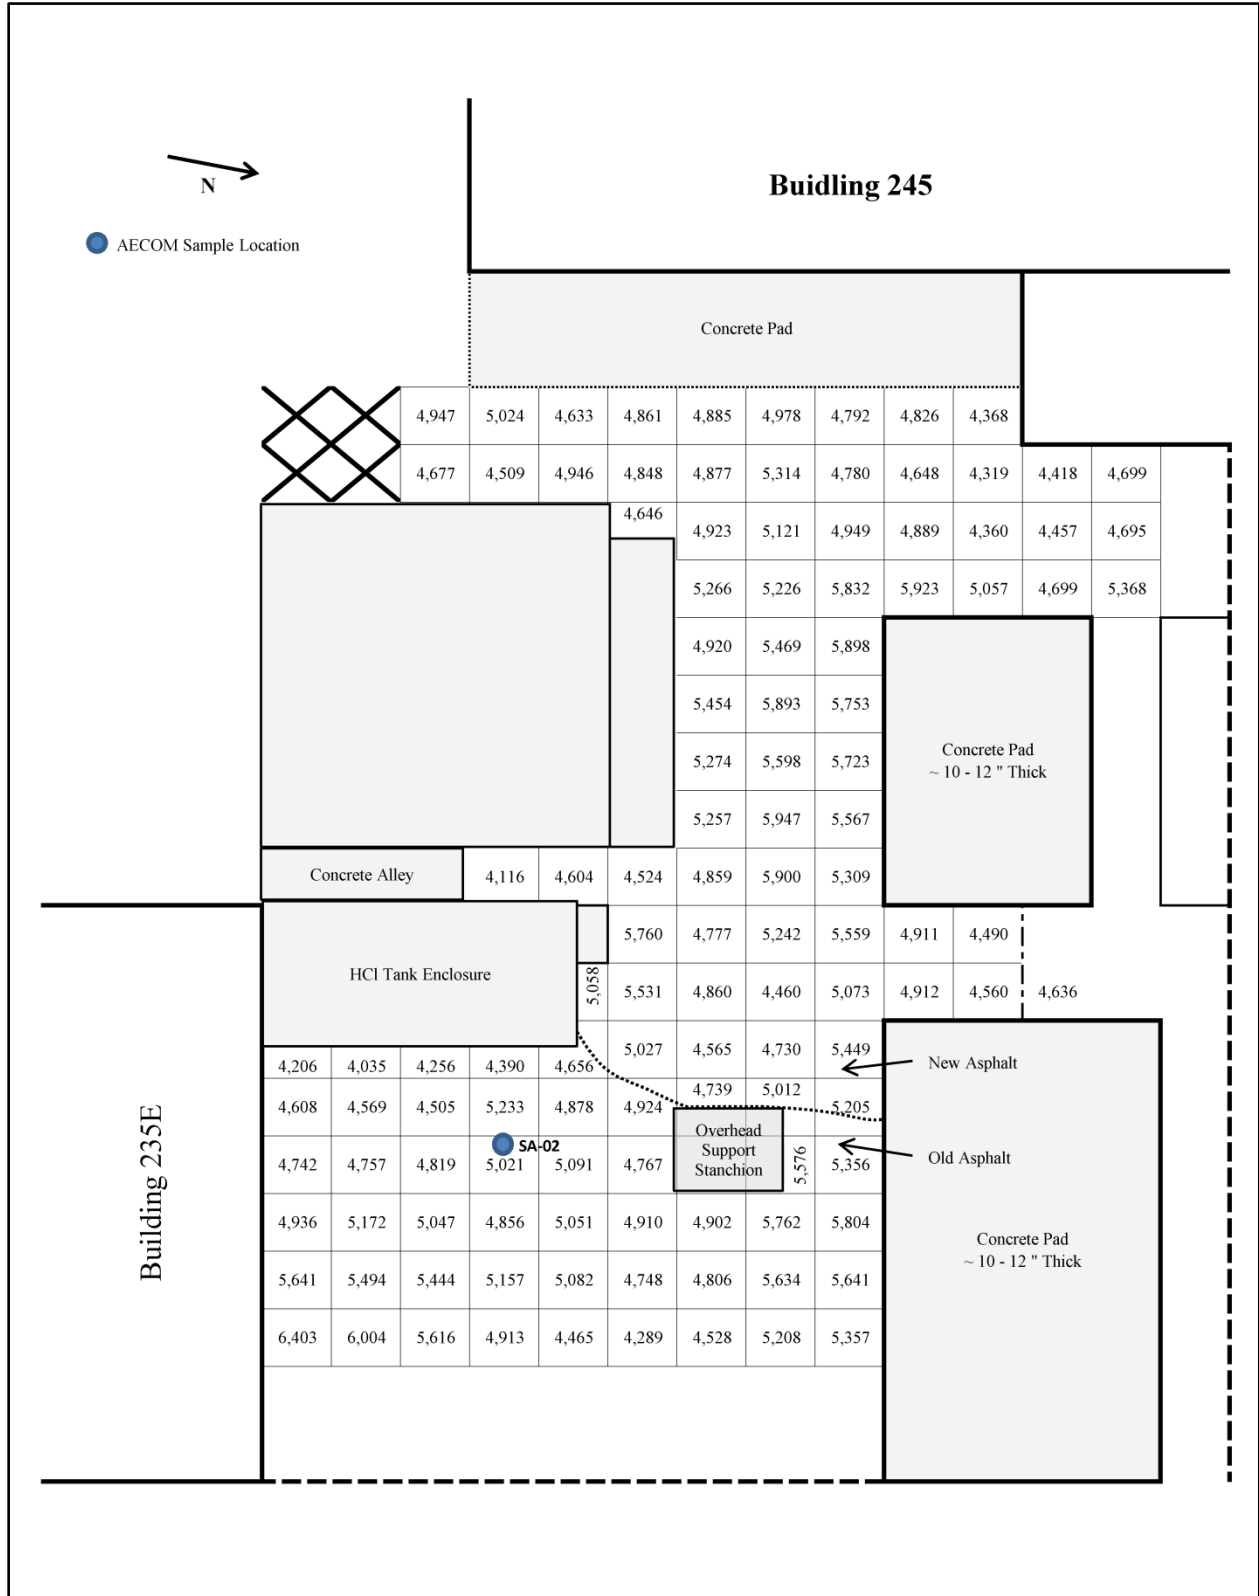 Buidling 245
N
AECOM Sample Location
Concrete Pad
4,947 5,024 4,633 4,861 4,885 4,978 4,792 4,826 4,368
4,677 4,509 4,946 4,848 4,877 5,314 4,780 4,648 4,319 4,418 4,699
4,646 4,923 5,121 4,949 4,889 4,360 4,457 4,695
5,266 5,226 5,832 5,923 5,057 4,699 5,368
4,920 5,469 5,898
5,454 5,893 5,753
5,274 5,598 5,723
Concrete Pad
~ 10 - 12 " Thick
5,257 5,947 5,567
Concrete Alley 4,116 4,604 4,524 4,859 5,900 5,309
5,760 4,777 5,242 5,559 4,911 4,490
HCl Tank Enclosure
5,058 5,531 4,860 4,460 5,073 4,912 4,560 4,636
5,027 4,565 4,730 5,449
New Asphalt
4,206 4,035 4,256 4,390 4,656
4,739 5,012
4,608 4,569 4,505 5,233 4,878 4,924 5,205
Overhead
Support
Stanchion
SA-02
Old Asphalt
4,742 4,757 4,819 5,021 5,091 4,767 5,576 5,356
4,936 5,172 5,047 4,856 5,051 4,910 4,902 5,762 5,804
Concrete Pad
~ 10 - 12 " Thick
Building 235E
5,641 5,494 5,444 5,157 5,082 4,748 4,806 5,634 5,641
6,403 6,004 5,616 4,913 4,465 4,289 4,528 5,208 5,357